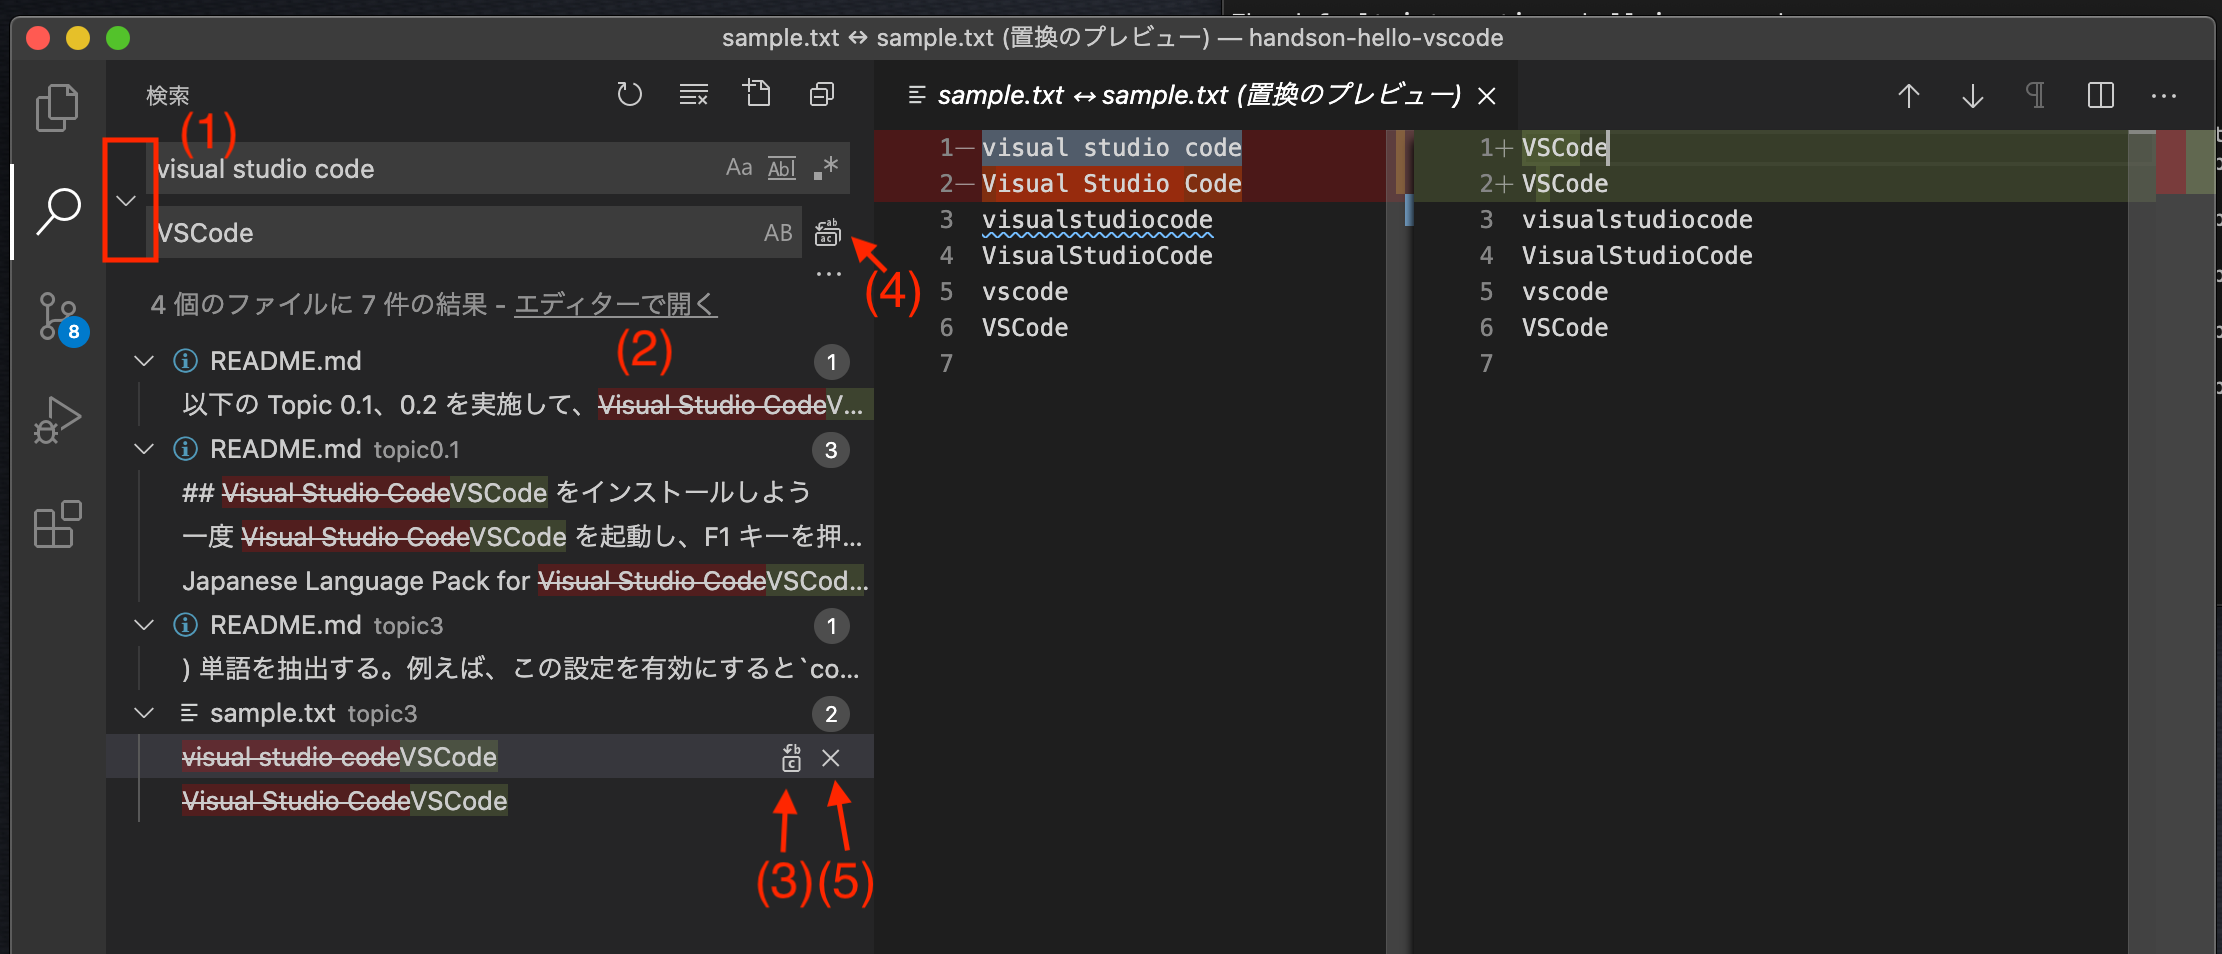 sample.txt ↔ sample.txt (置換のプレビュー) — handson-hello-vscode
検索
(1)
visual studio code
Aa Abl .*
VSCode
AB
(4)
4 個のファイルに 7 件の結果 - エディターで開く
(2)
8
README.md 1
以下の Topic 0.1、0.2 を実施して、Visual Studio CodeV...
README.md topic0.1 3
## Visual Studio CodeVSCode をインストールしよう
一度 Visual Studio CodeVSCode を起動し、F1 キーを押...
Japanese Language Pack for Visual Studio CodeVSCod...
README.md topic3 1
) 単語を抽出する。例えば、この設定を有効にすると`co...
sample.txt topic3 2
visual studio codeVSCode
Visual Studio CodeVSCode
(3)(5)
sample.txt ↔ sample.txt (置換のプレビュー)
1— visual studio code
2— Visual Studio Code
3 visualstudiocode
4 VisualStudioCode
5 vscode
6 VSCode
7
1+ VSCode
2+ VSCode
3 visualstudiocode
4 VisualStudioCode
5 vscode
6 VSCode
7